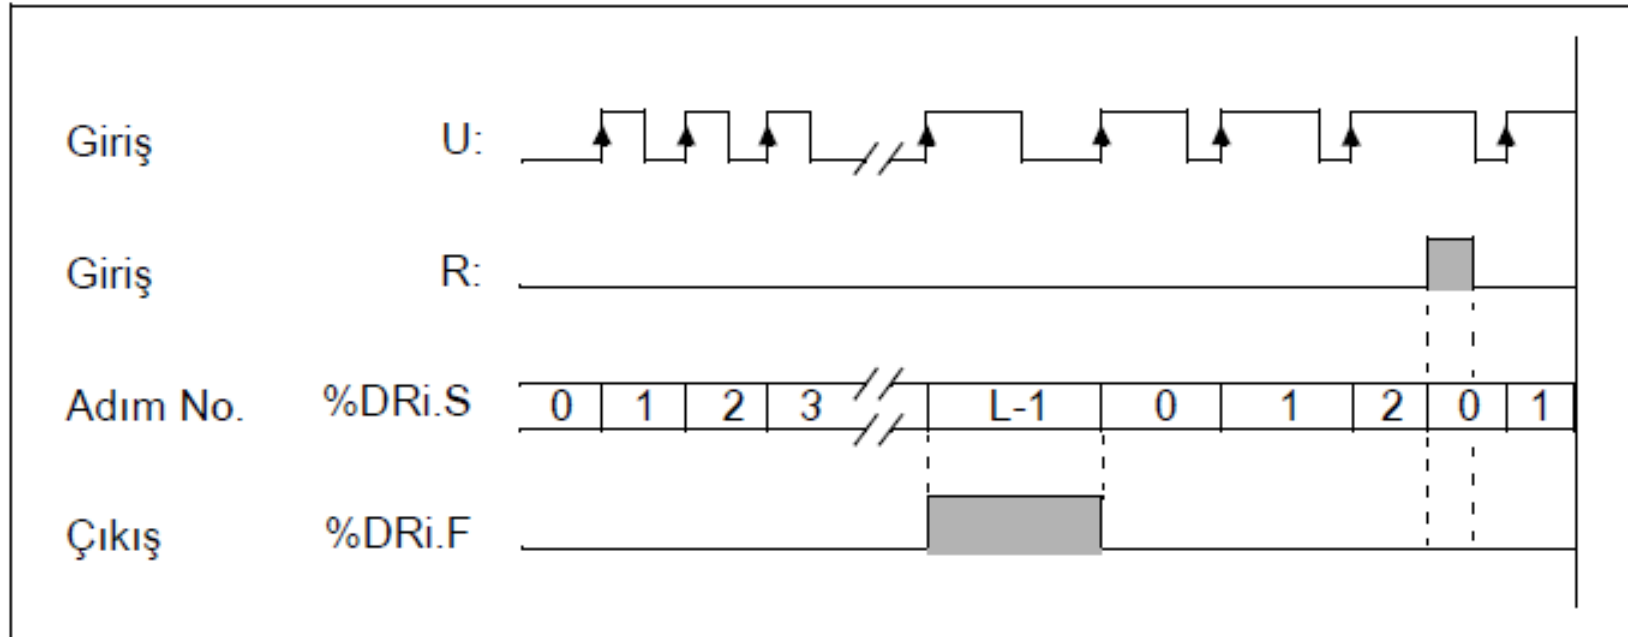 Giriş U:
Giriş R:
Adım No. %DRi.S 0 1 2 3 L-1 0 1 2 0 1
Çıkış %DRi.F